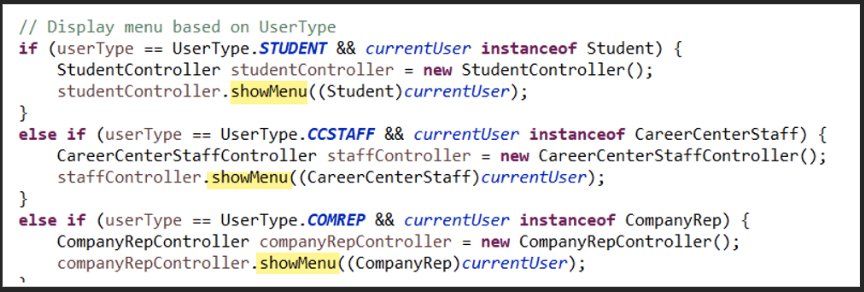 // Display menu based on UserType
if (userType == UserType.STUDENT && currentUser instanceof Student) {
StudentController studentController = new StudentController();
studentController.showMenu((Student)currentUser);
}
else if (userType == UserType.CCSTAFF && currentUser instanceof CareerCenterStaff) {
CareerCenterStaffController staffController = new CareerCenterStaffController();
staffController.showMenu((CareerCenterStaff)currentUser);
}
else if (userType == UserType.COMREP && currentUser instanceof CompanyRep) {
CompanyRepController companyRepController = new CompanyRepController();
companyRepController.showMenu((CompanyRep)currentUser);
}